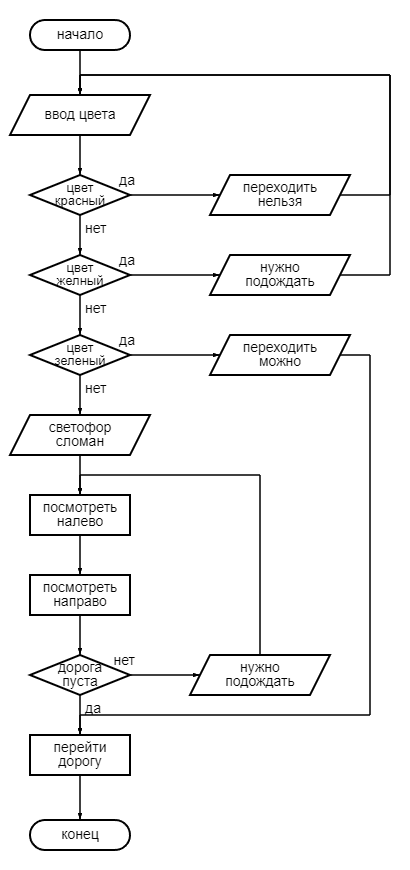 начало
ввод цвета
цвет
красный
да
переходить
нельзя
нет
цвет
желный
да
нужно
подождать
нет
цвет
зеленый
да
переходить
можно
нет
светофор
сломан
посмотреть
налево
посмотреть
направо
дорога
пуста
нет
нужно
подождать
да
перейти
дорогу
конец